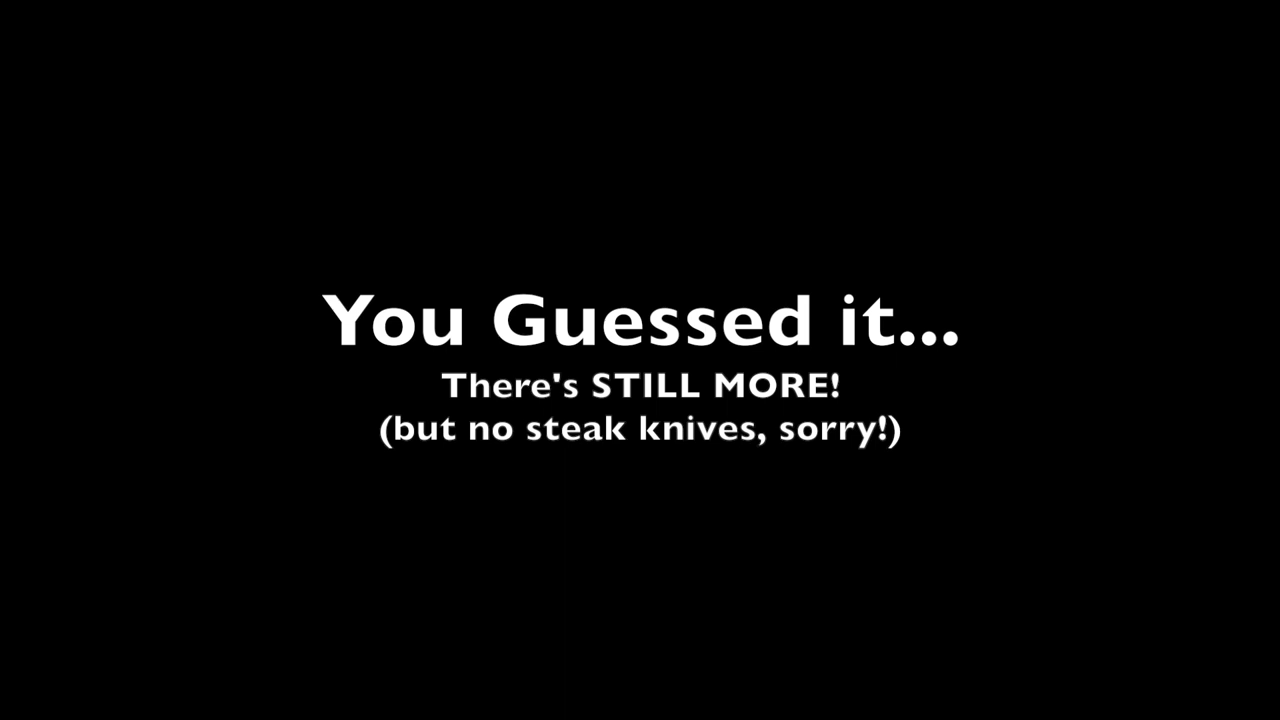 You Guessed it...
There's STILL MORE!
(but no steak knives, sorry!)